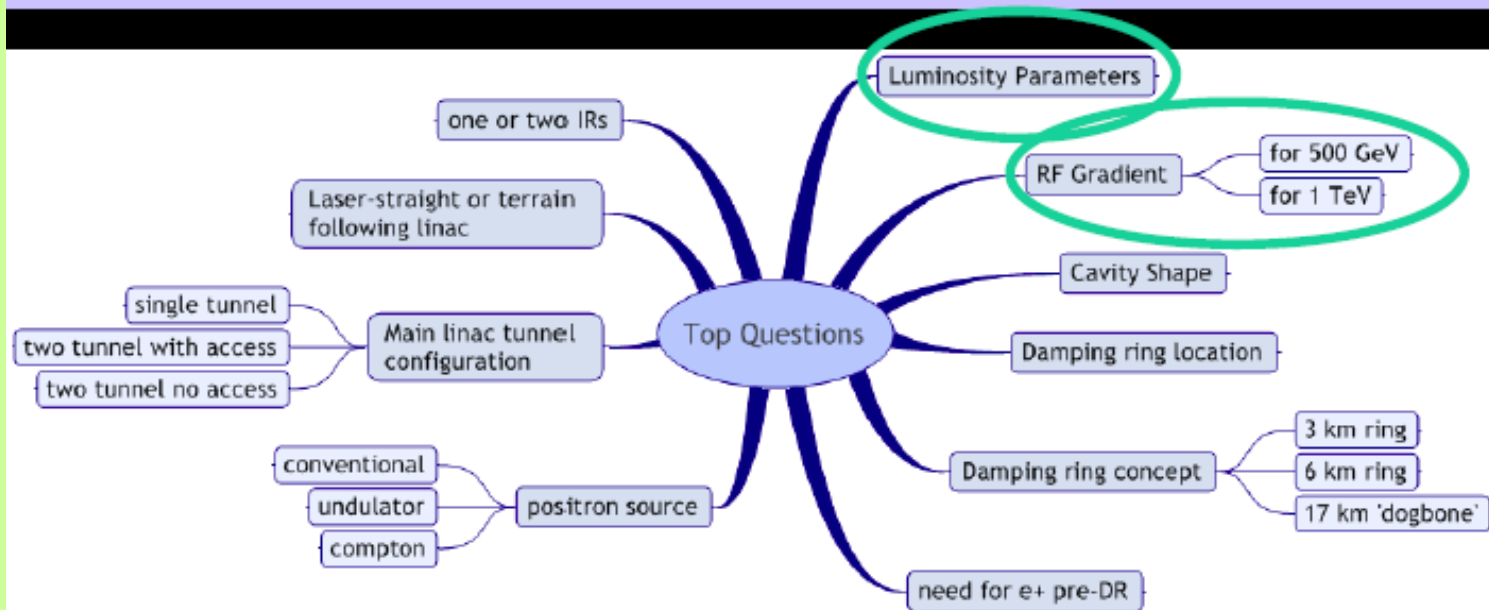 Luminosity Parameters
one or two IRs
RF Gradient
for 500 GeV
for 1 TeV
Laser-straight or terrain
following linac
Cavity Shape
single tunnel
two tunnel with access
two tunnel no access
Main linac tunnel
configuration
Top Questions
Damping ring location
Damping ring concept
3 km ring
6 km ring
17 km 'dogbone'
conventional
undulator
compton
positron source
need for e+ pre-DR